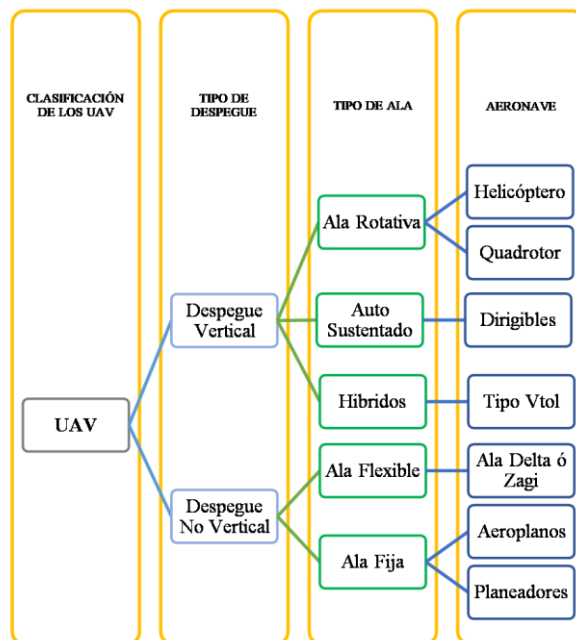 CLASIFICACIÓN
DE LOS UAV
TIPO DE
DESPEGUE
TIPO DE ALA
AERONAVE
UAV
Despegue
Vertical
Despegue
No Vertical
Ala Rotativa
Auto
Sustentado
Hibridos
Ala Flexible
Ala Fija
Helicóptero
Quadrotor
Dirigibles
Tipo Vtol
Ala Delta ó
Zagi
Aeroplanos
Planeadores